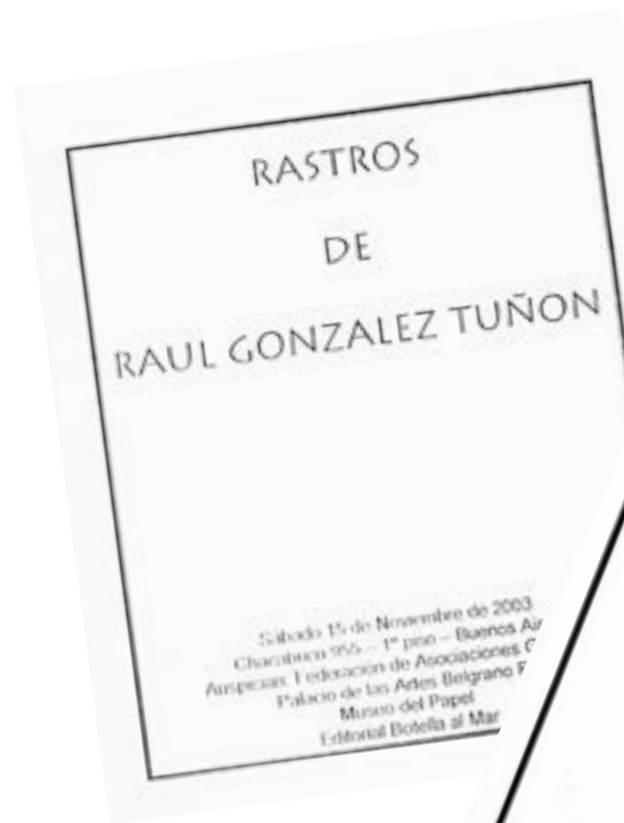 RASTROS
DE
RAUL GONZALEZ TUÑON
Sábado 15 de Noviembre de 2003
Chacabuco 955 – 1º piso – Buenos Air
Auspician: Federación de Asociaciones G
Palacio de las Artes Belgrano
Museo del Papel
Editorial Botella al Mar